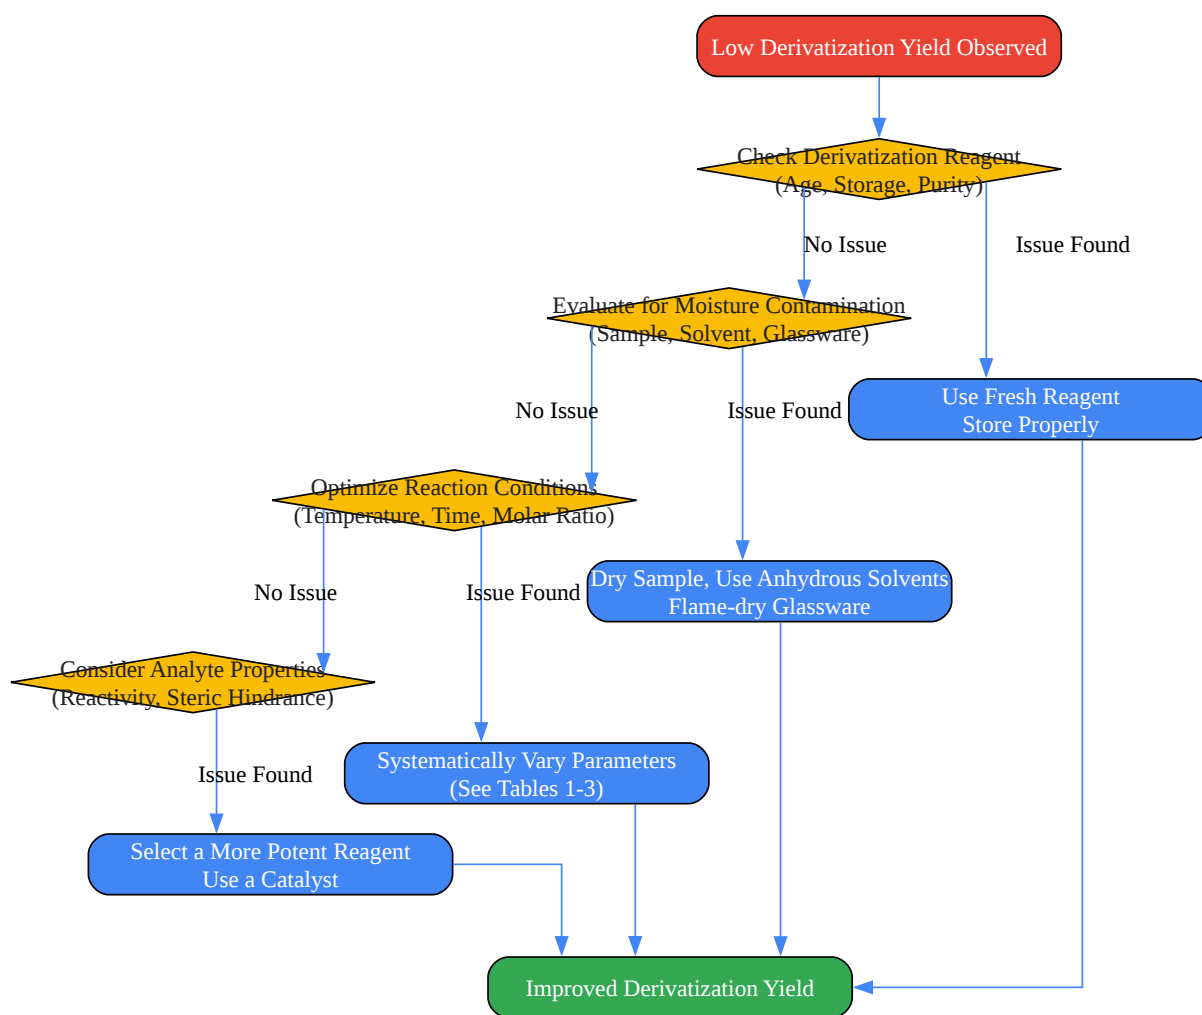 Low Derivatization Yield Observed
Check Derivatization Reagent
(Age, Storage, Purity)
No Issue
Issue Found
Evaluate for Moisture Contamination
(Sample, Solvent, Glassware)
Use Fresh Reagent
Store Properly
No Issue
Issue Found
Optimize Reaction Conditions
(Temperature, Time, Molar Ratio)
Dry Sample, Use Anhydrous Solvents
Flame-dry Glassware
No Issue
Issue Found
Consider Analyte Properties
(Reactivity, Steric Hindrance)
Systematically Vary Parameters
(See Tables 1-3)
Issue Found
Select a More Potent Reagent
Use a Catalyst
Improved Derivatization Yield